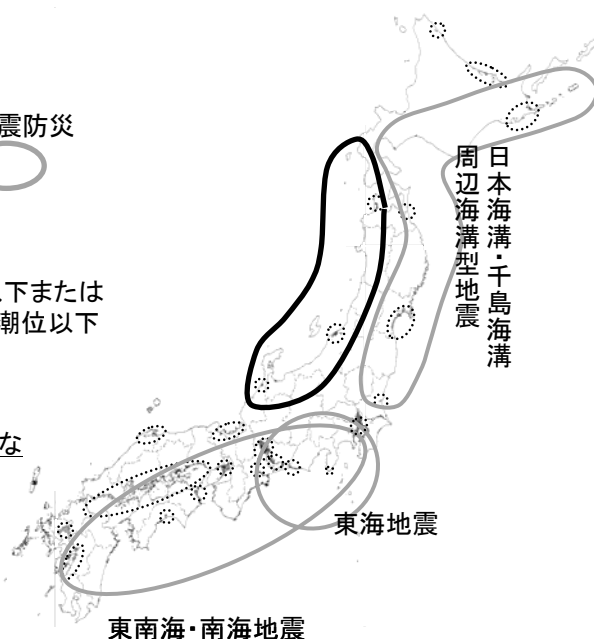 震防災
日本海溝・千島海溝
周辺海溝型地震
以下または
潮位以下
な
東海地震
東南海・南海地震